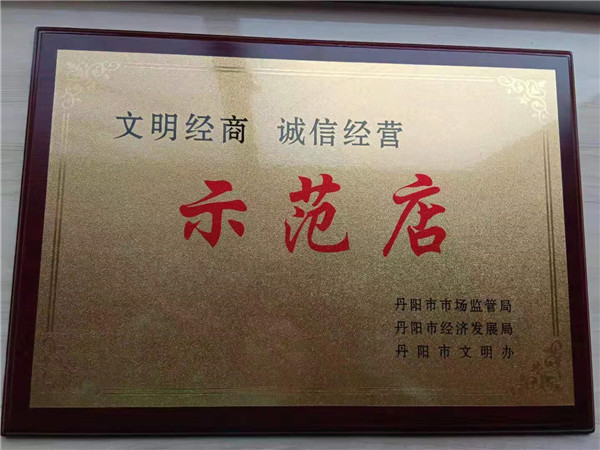 文明经商 诚信经营
示范店
丹阳市市场监管局
丹阳市经济发展局
丹阳市文明办